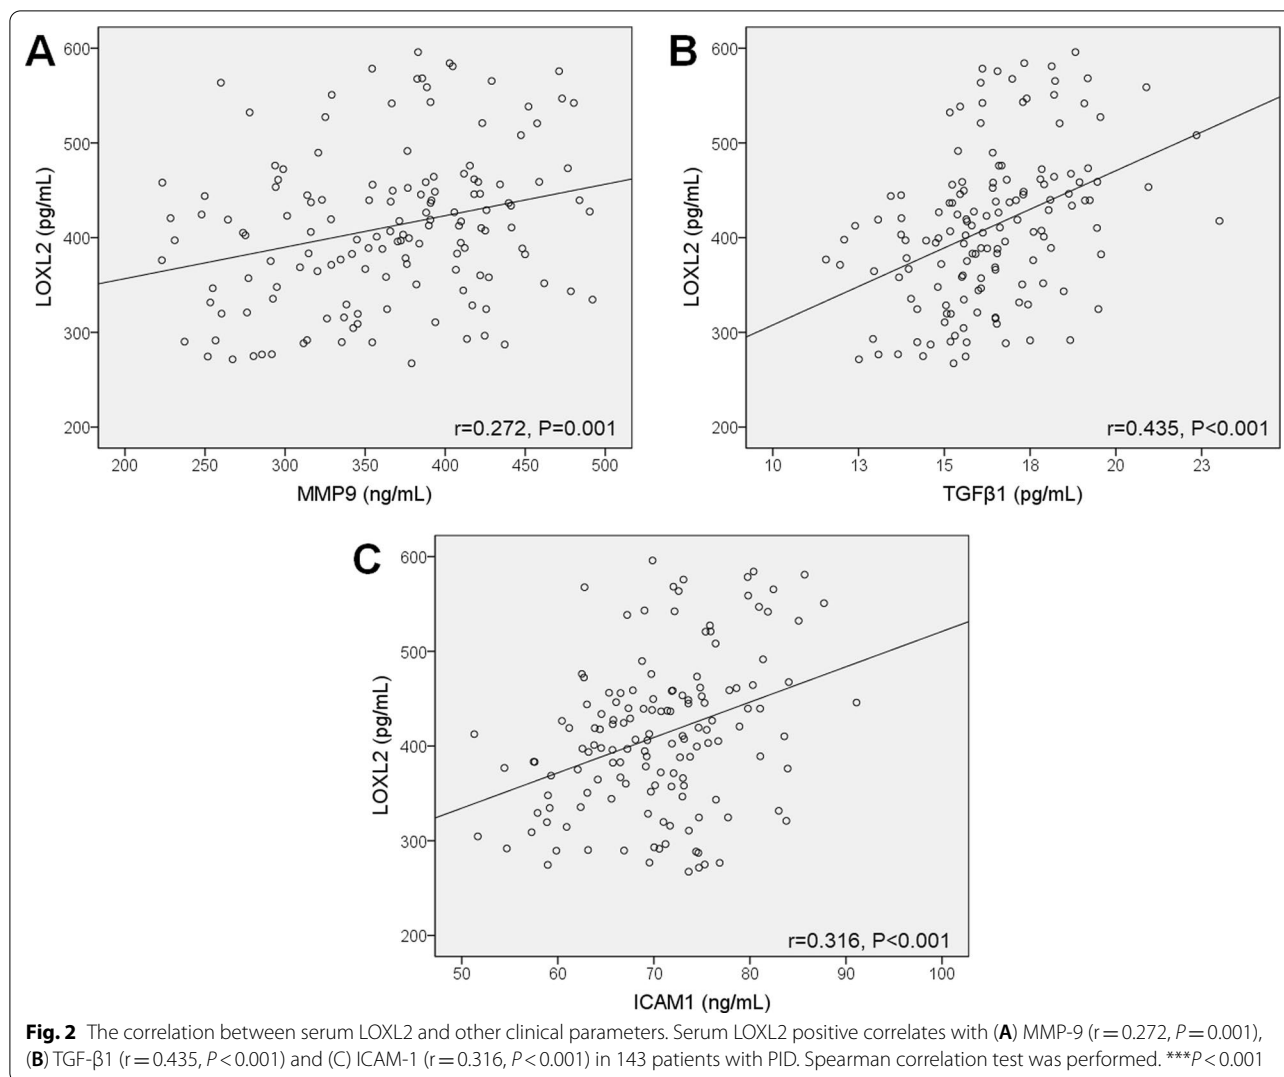 A
600
500
400
300
200
LOXL2 (pg/mL)
r=0.272, P=0.001
200 250 300 350 400 450 500
MMP9 (ng/mL)
B
600
500
400
300
200
LOXL2 (pg/mL)
r=0.435, P<0.001
10 13 15 18 20 23
TGFβ1 (pg/mL)
C
600
500
400
300
200
LOXL2 (pg/mL)
r=0.316, P<0.001
50 60 70 80 90 100
ICAM1 (ng/mL)
Fig. 2 The correlation between serum LOXL2 and other clinical parameters. Serum LOXL2 positive correlates with (A) MMP-9 (r = 0.272, P = 0.001),
(B) TGF-β1 (r = 0.435, P < 0.001) and (C) ICAM-1 (r = 0.316, P < 0.001) in 143 patients with PID. Spearman correlation test was performed. ***P < 0.001